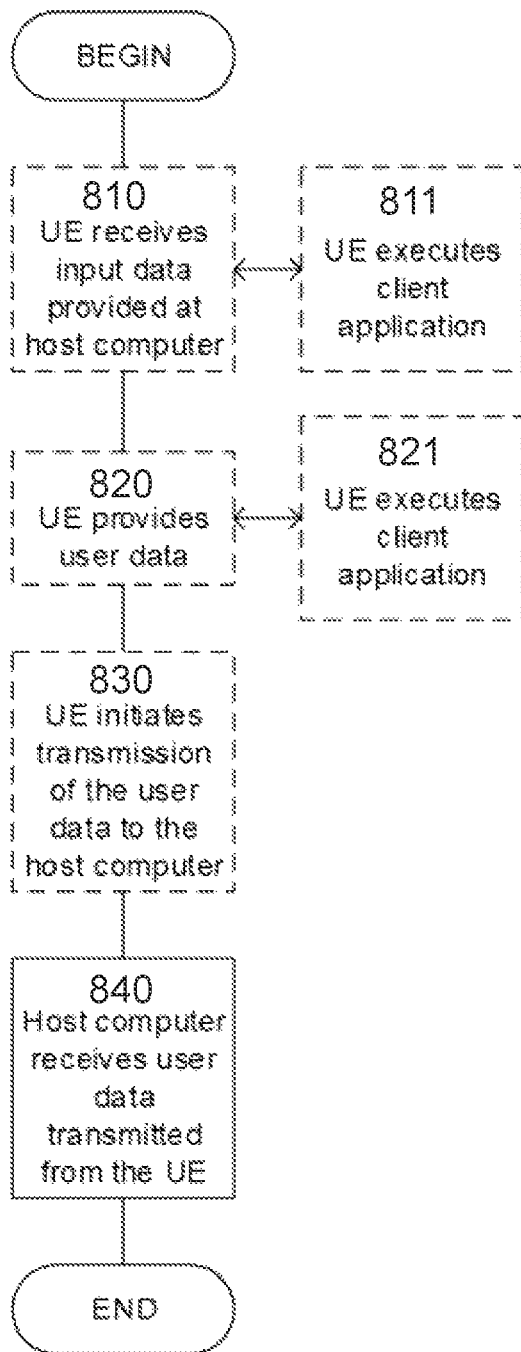 BEGIN
810
UE receives
input data
provided at
host computer
811
UE executes
client
application
820
UE provides
user data
821
UE executes
client
application
830
UE initiates
transmission
of the user
data to the
host computer
840
Host computer
receives user
data
transmitted
from the UE
END